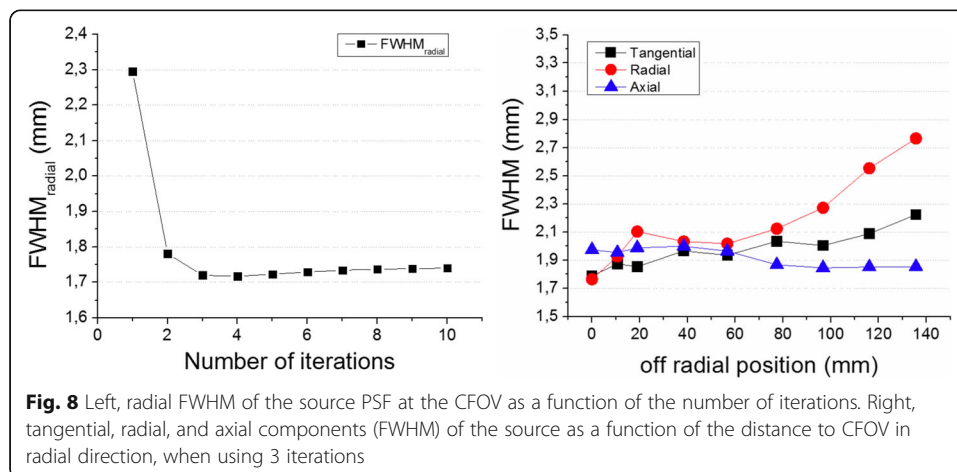 2,3
2,2
2,1
2,0
1,9
1,8
1,7
1,6
FWHMradial (mm)
FWHMradial
0 2 4 6 8 10
Number of iterations
3,5
3,3
3,1
2,9
2,7
2,5
2,3
2,1
1,9
1,7
1,5
FWHM (mm)
Tangential
Radial
Axial
0 20 40 60 80 100 120 140
off radial position (mm)
Fig. 8 Left, radial FWHM of the source PSF at the CFOV as a function of the number of iterations. Right,
tangential, radial, and axial components (FWHM) of the source as a function of the distance to CFOV in
radial direction, when using 3 iterations